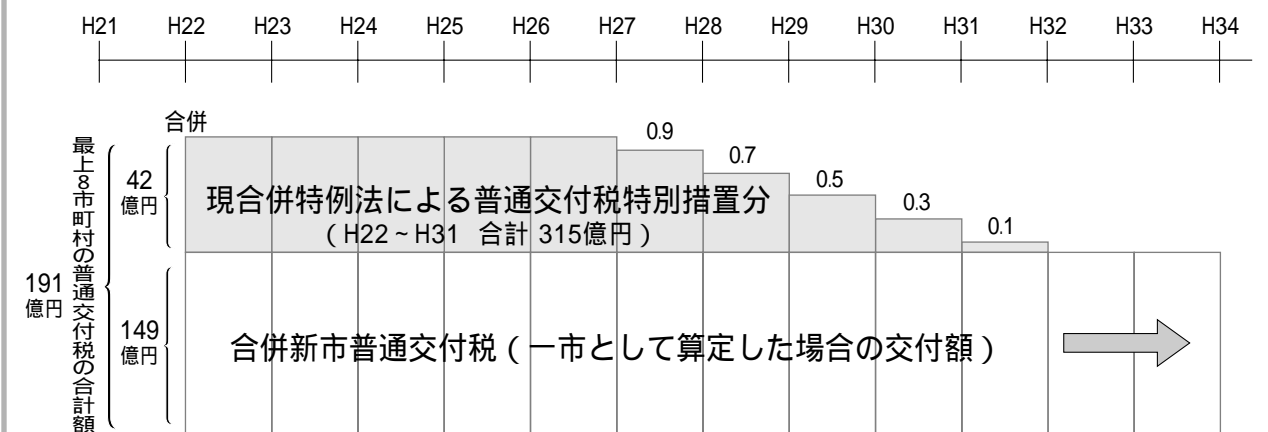 H21 H22 H23 H24 H25 H26 H27 H28 H29 H30 H31 H32 H33 H34
合併
0.9
0.7
0.5
0.3
0.1
最上8市町村の普通交付税の合計額
191
億円
42
億円
現合併特例法による普通交付税特別措置分
（H22～H31 合計 315億円）
149
億円
合併新市普通交付税（一市として算定した場合の交付額）